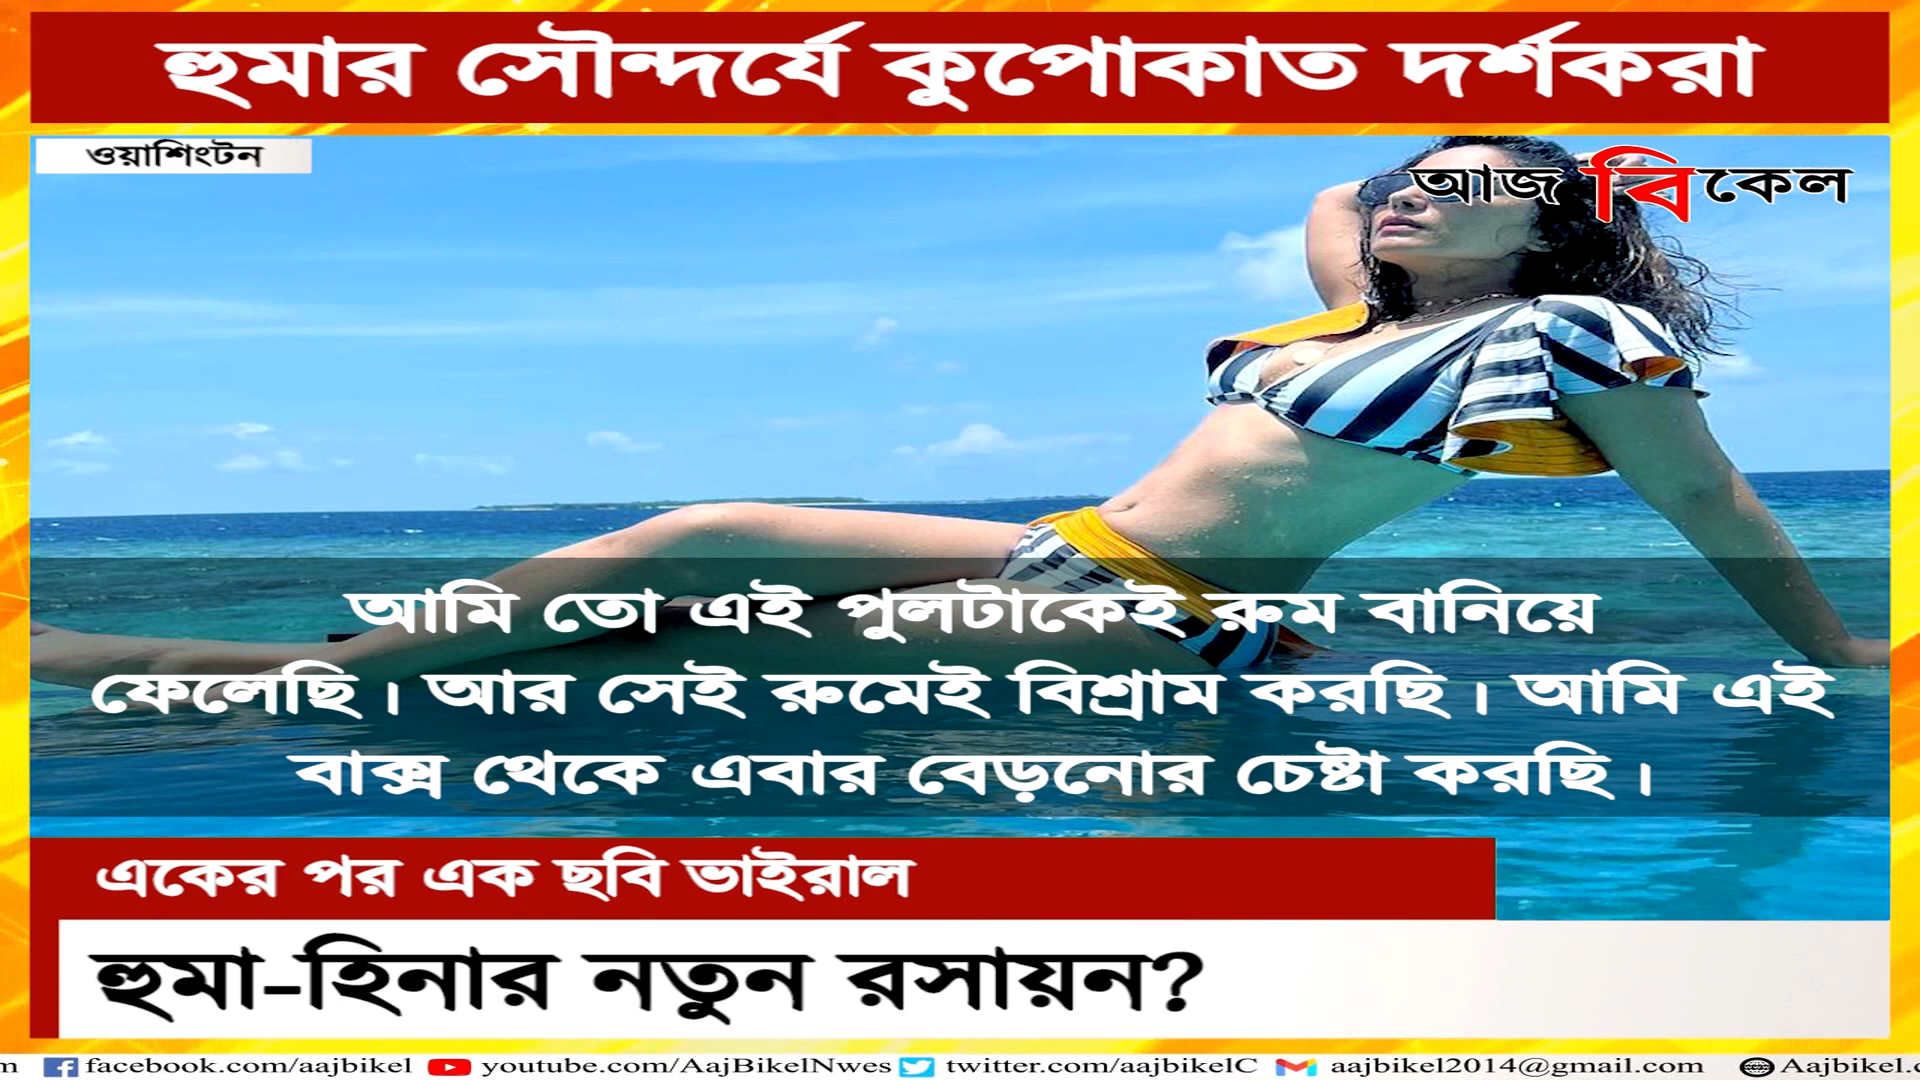 হুমার সৌন্দর্যে কুপোকাত দর্শকরা
ওয়াশিংটন
আজ বিকেল
আমি তো এই পুলটাকেই রুম বানিয়ে
ফেলেছি। আর সেই রুমেই বিশ্রাম করছি। আমি এই
বাক্স থেকে এবার বেড়নোর চেষ্টা করছি।
একের পর এক ছবি ভাইরাল
হুমা-হিনার নতুন রসায়ন?
m facebook.com/aajbikel youtube.com/AajBikelNwes twitter.com/aajbikelC aajbikel2014@gmail.com Aajbikel.c